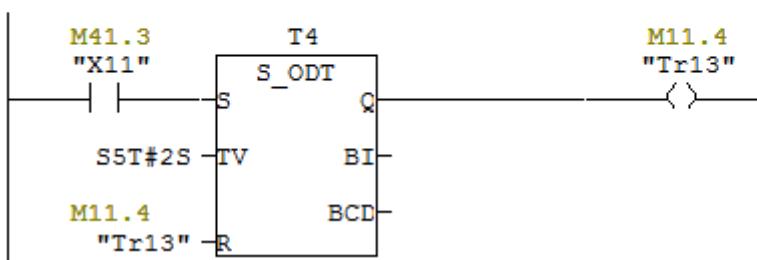 M41.3 T4 M11.4
"X11" S_ODT "Tr13"
S Q
S5T#2S TV BI
M11.4 BCD
"Tr13" R